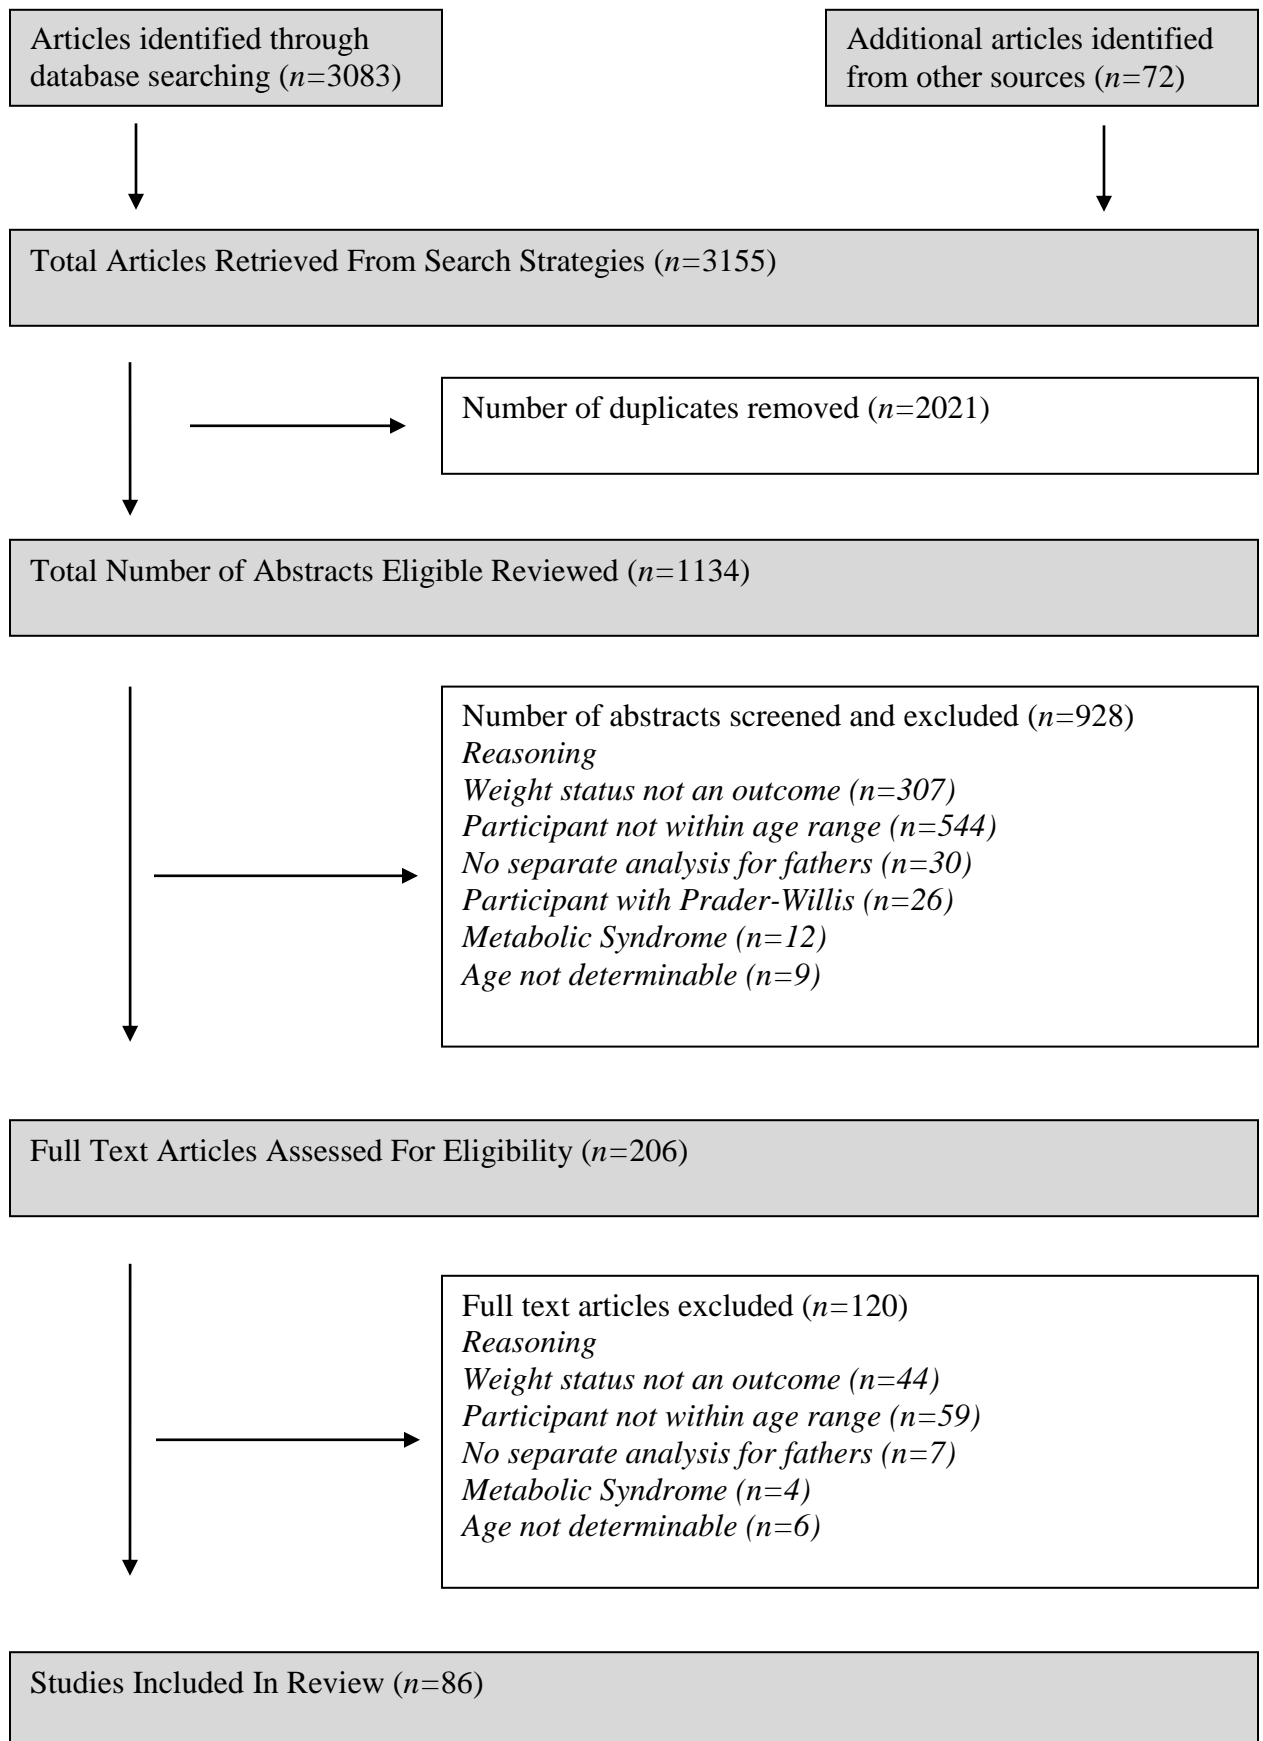 Articles identified through
database searching (n=3083)
Additional articles identified
from other sources (n=72)
Total Articles Retrieved From Search Strategies (n=3155)
Number of duplicates removed (n=2021)
Total Number of Abstracts Eligible Reviewed (n=1134)
Number of abstracts screened and excluded (n=928)
Reasoning
Weight status not an outcome (n=307)
Participant not within age range (n=544)
No separate analysis for fathers (n=30)
Participant with Prader-Willis (n=26)
Metabolic Syndrome (n=12)
Age not determinable (n=9)
Full Text Articles Assessed For Eligibility (n=206)
Full text articles excluded (n=120)
Reasoning
Weight status not an outcome (n=44)
Participant not within age range (n=59)
No separate analysis for fathers (n=7)
Metabolic Syndrome (n=4)
Age not determinable (n=6)
Studies Included In Review (n=86)